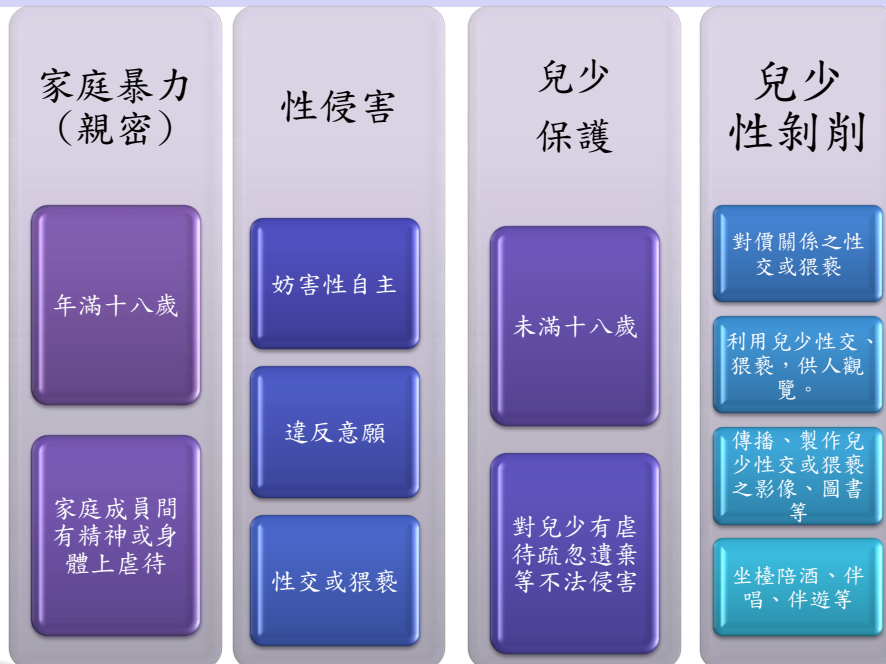 家庭暴力
（親密）
年滿十八歲
家庭成員間
有精神或身
體上虐待
性侵害
妨害性自主
違反意願
性交或猥褻
兒少
保護
未滿十八歲
對兒少有虐
待疏忽遺棄
等不法侵害
兒少
性剝削
對價關係之性
交或猥褻
利用兒少性交、
猥褻，供人觀
覽。
傳播、製作兒
少性交或猥褻
之影像、圖書
等
坐檯陪酒、伴
唱、伴遊等